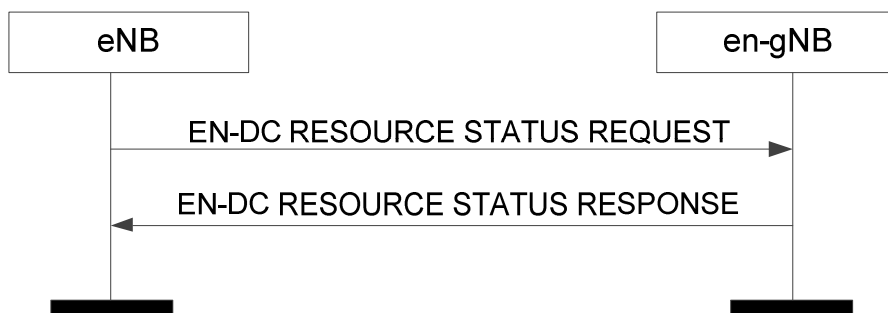 eNB
en-gNB
EN-DC RESOURCE STATUS REQUEST
EN-DC RESOURCE STATUS RESPONSE